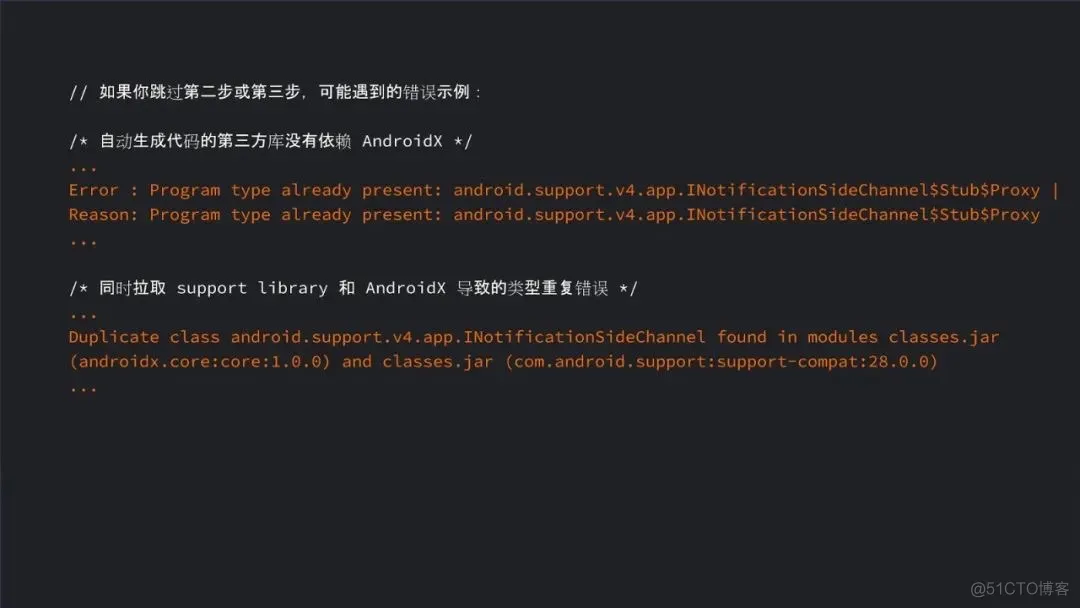 // 如果你跳过第二步或第三步，可能遇到的错误示例：
/* 自动生成代码的第三方库没有依赖 AndroidX */
...
Error : Program type already present: android.support.v4.app.INotificationSideChannel$Stub$Proxy |
Reason: Program type already present: android.support.v4.app.INotificationSideChannel$Stub$Proxy
...
/* 同时拉取 support library 和 AndroidX 导致的类型重复错误 */
...
Duplicate class android.support.v4.app.INotificationSideChannel found in modules classes.jar
(androidx.core:core:1.0.0) and classes.jar (com.android.support:support-compat:28.0.0)
...
@51CTO博客